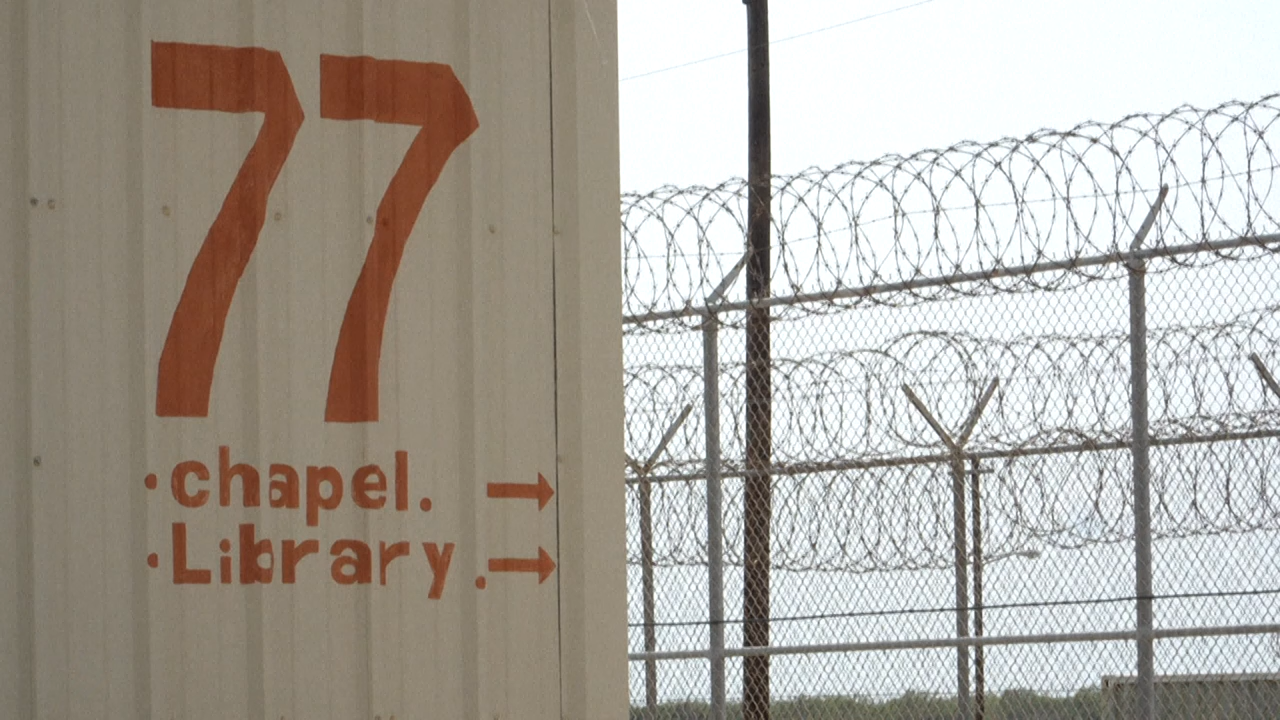 77
· chapel. →
· Library. →